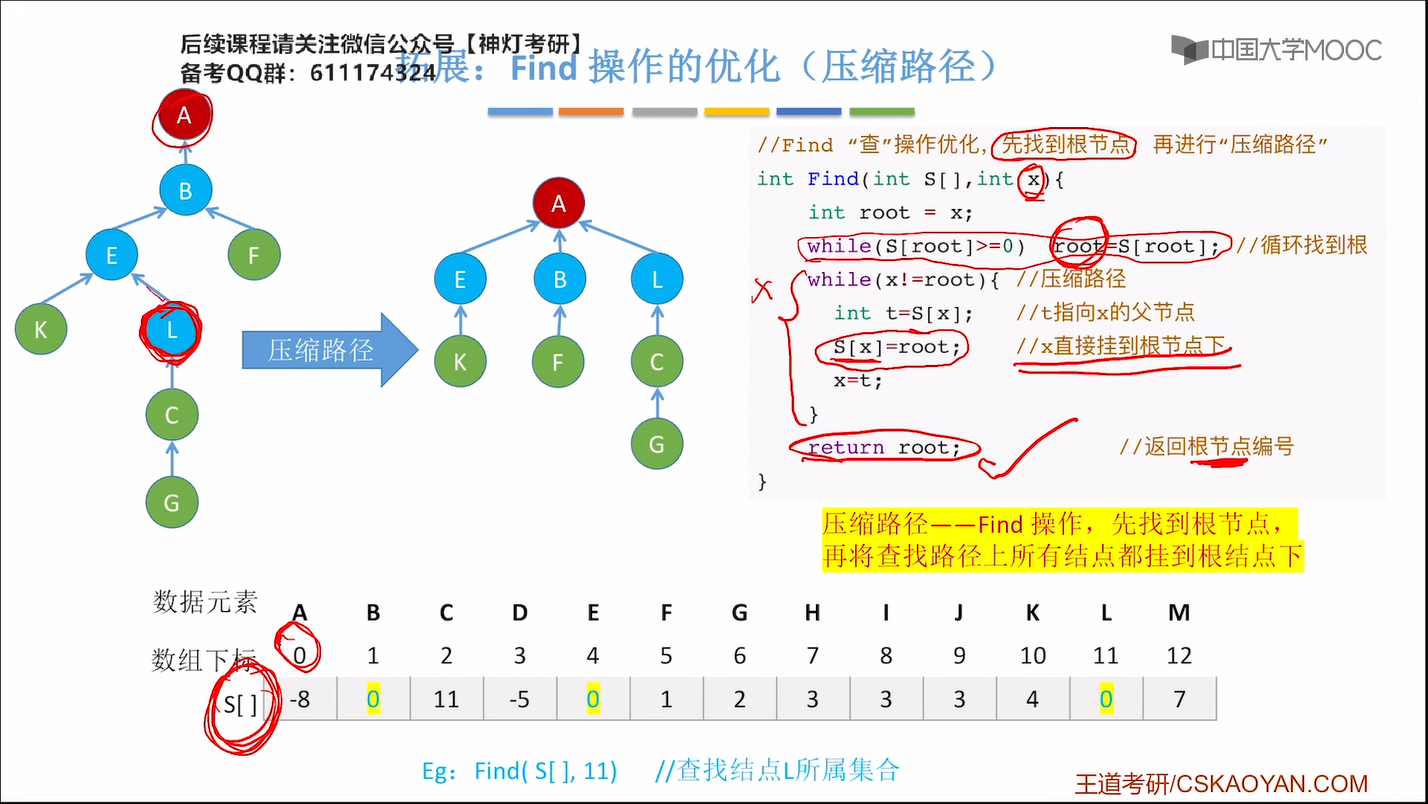 后续课程请关注微信公众号【神灯考研】
备考QQ群：611174324
拓展：Find 操作的优化（压缩路径）
中国大学MOOC
A
B
E
F
K
L
C
G
压缩路径
A
E
B
L
K
F
C
G
//Find “查”操作优化，先找到根节点，再进行“压缩路径”
int Find(int S[],int x){
int root = x;
while(S[root]>=0) root=S[root]; //循环找到根
while(x!=root){ //压缩路径
int t=S[x]; //t指向x的父节点
S[x]=root; //x直接挂到根节点下
x=t;
}
return root; //返回根节点编号
}
压缩路径——Find 操作，先找到根节点，
再将查找路径上所有结点都挂到根结点下
数据元素 A B C D E F G H I J K L M
数组下标 0 1 2 3 4 5 6 7 8 9 10 11 12
S[ ] -8 0 11 -5 0 1 2 3 3 3 4 0 7
Eg：Find( S[ ], 11) //查找结点L所属集合
王道考研/CSKAOYAN.COM